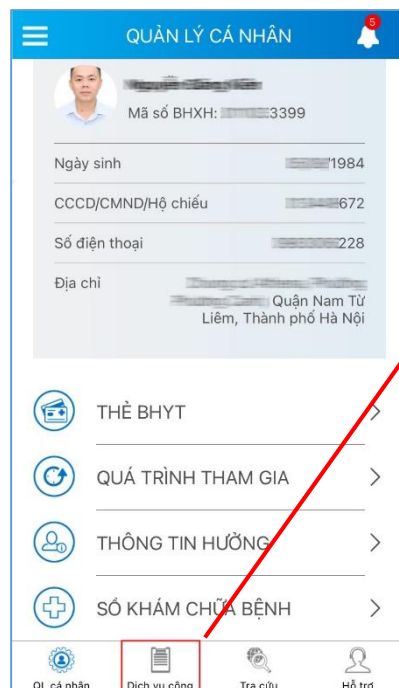 QUẢN LÝ CÁ NHÂN
5
Mã số BHXH: 3399
Ngày sinh 1984
CCCD/CMND/Hộ chiếu 672
Số điện thoại 228
Địa chỉ
Quận Nam Từ
Liêm, Thành phố Hà Nội
THẺ BHYT
QUÁ TRÌNH THAM GIA
THÔNG TIN HƯỞNG
SỔ KHÁM CHỮA BỆNH
QL cá nhân Dịch vụ công Tra cứu Hỗ trợ